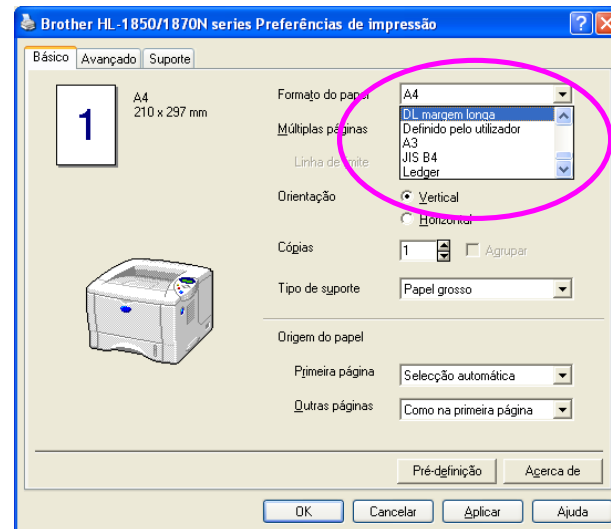 Brother HL-1850/1870N series Preferências de impressão
Básico Avançado Suporte
1
A4
210 x 297 mm
Formato do papel A4
DL margem longa
Múltiplas páginas Definido pelo utilizador
A3
Linha de limite JIS B4
Ledger
Orientação Vertical
Horizontal
Cópias 1 Agrupar
Tipo de suporte Papel grosso
Origem do papel
Primeira página Selecção automática
Outras páginas Como na primeira página
Pré-definição Acerca de
OK Cancelar Aplicar Ajuda